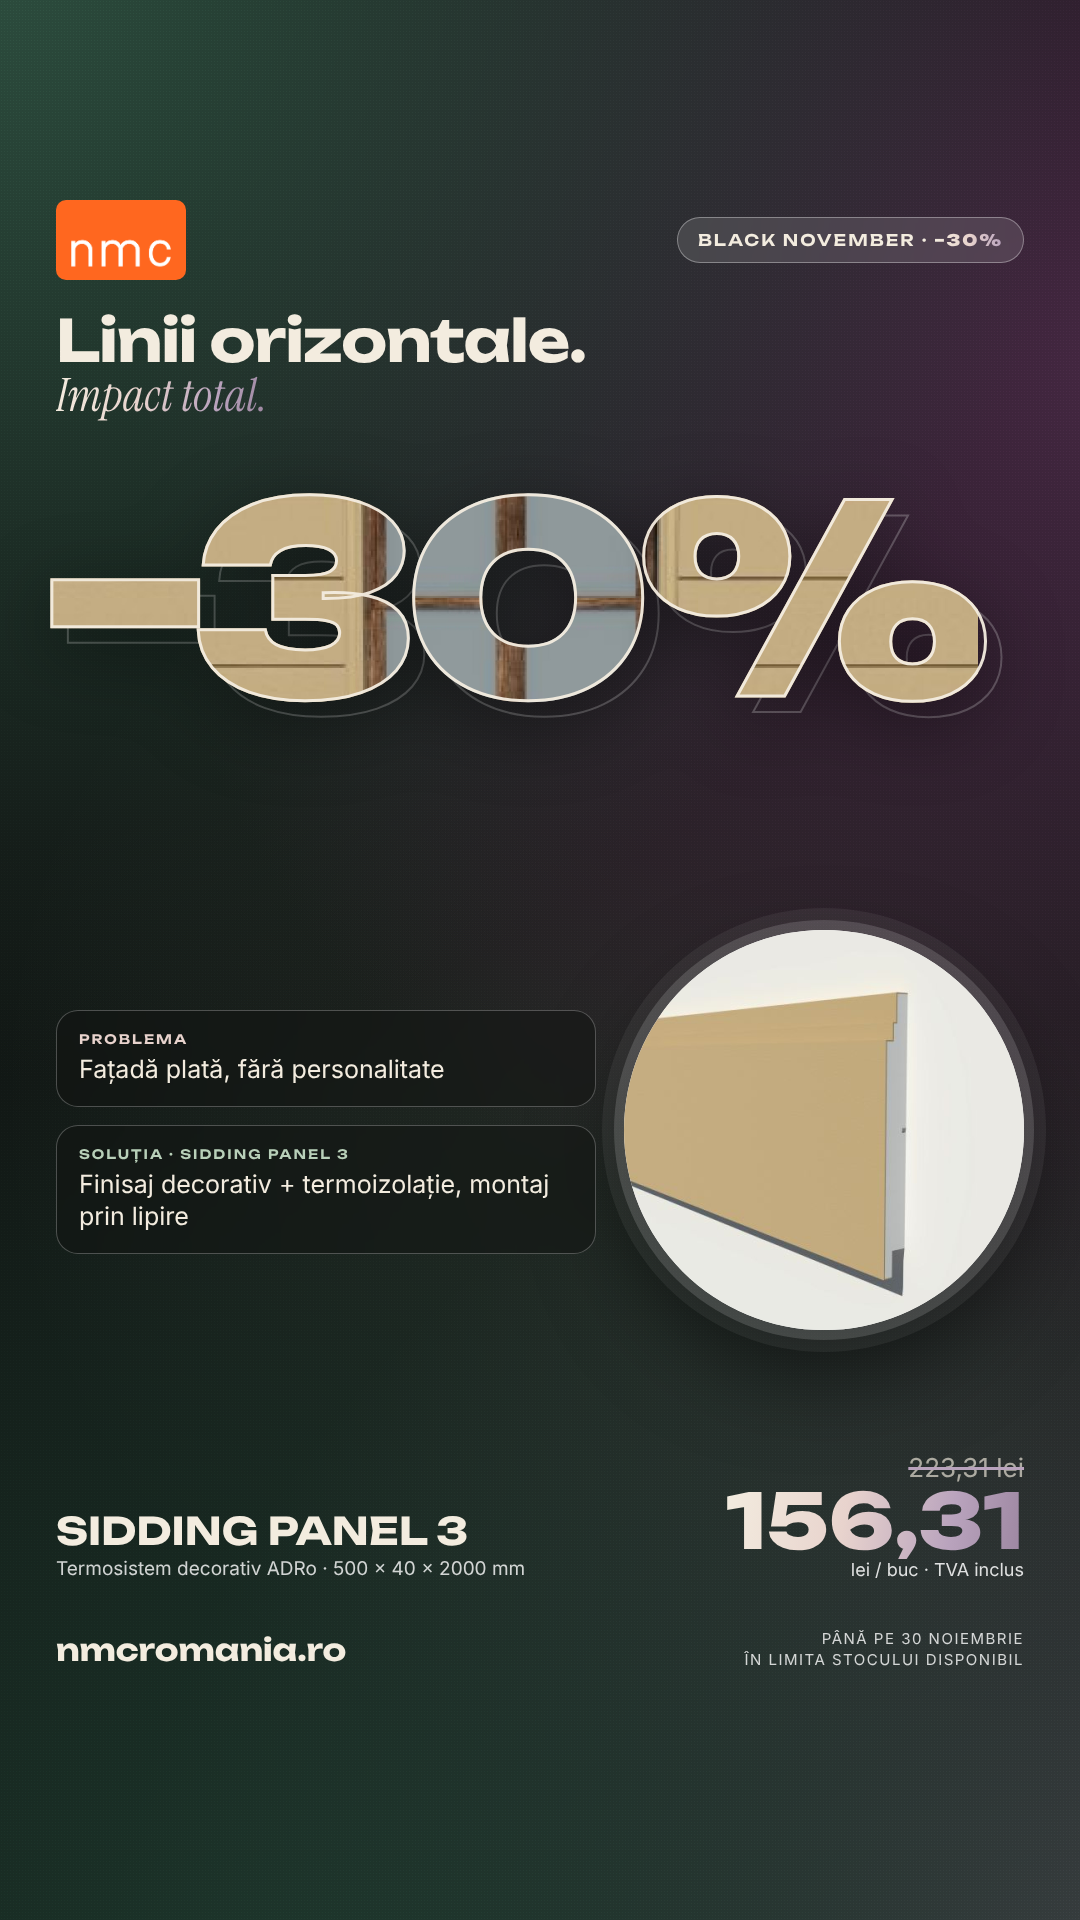 nmc
BLACK NOVEMBER · -30%
Linii orizontale.
Impact total.
-30%
PROBLEMA
Fațadă plată, fără personalitate
SOLUȚIA · SIDDING PANEL 3
Finisaj decorativ + termoizolație, montaj
prin lipire
223,31 lei
156,31
lei / buc · TVA inclus
SIDDING PANEL 3
Termosistem decorativ ADRo · 500 × 40 × 2000 mm
nmcromania.ro
PÂNĂ PE 30 NOIEMBRIE
ÎN LIMITA STOCULUI DISPONIBIL